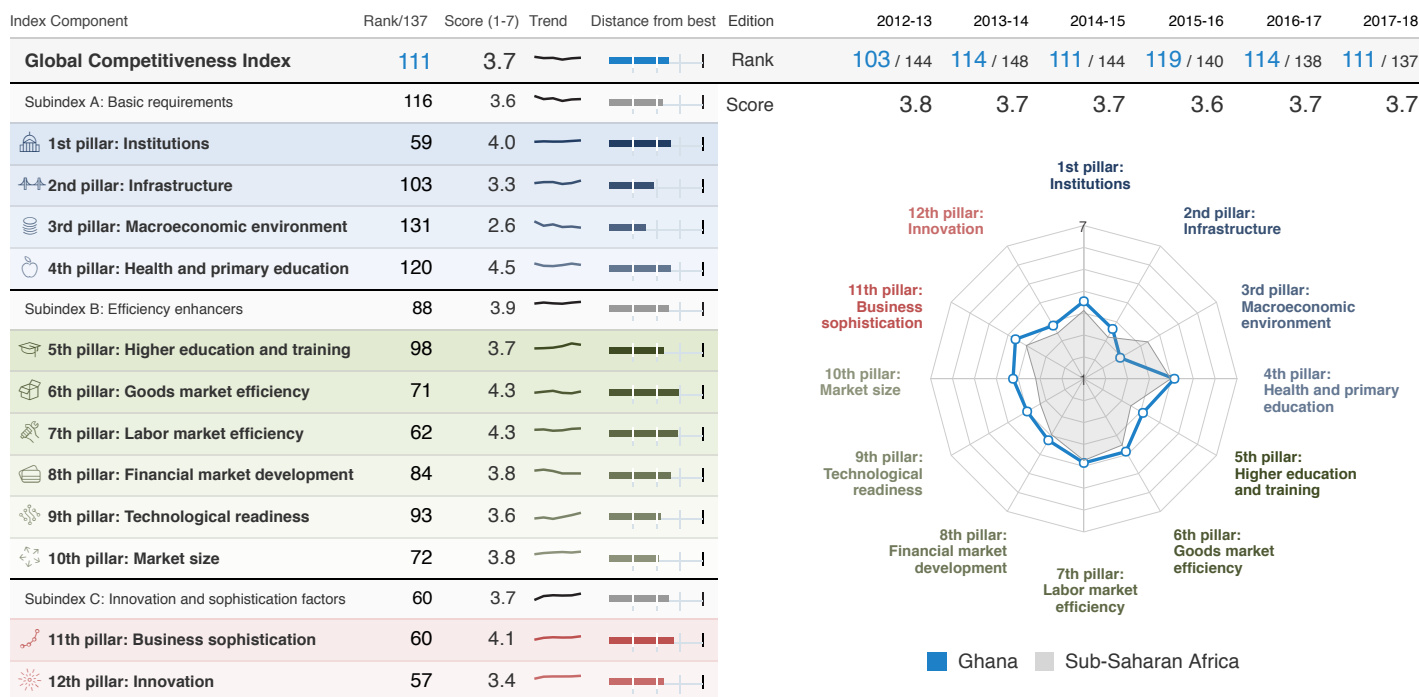 Index Component Rank/137 Score (1-7) Trend Distance from best
Global Competitiveness Index 111 3.7
Subindex A: Basic requirements 116 3.6
1st pillar: Institutions 59 4.0
2nd pillar: Infrastructure 103 3.3
3rd pillar: Macroeconomic environment 131 2.6
4th pillar: Health and primary education 120 4.5
Subindex B: Efficiency enhancers 88 3.9
5th pillar: Higher education and training 98 3.7
6th pillar: Goods market efficiency 71 4.3
7th pillar: Labor market efficiency 62 4.3
8th pillar: Financial market development 84 3.8
9th pillar: Technological readiness 93 3.6
10th pillar: Market size 72 3.8
Subindex C: Innovation and sophistication factors 60 3.7
11th pillar: Business sophistication 60 4.1
12th pillar: Innovation 57 3.4
Edition 2012-13 2013-14 2014-15 2015-16 2016-17 2017-18
Rank 103 / 144 114 / 148 111 / 144 119 / 140 114 / 138 111 / 137
Score 3.8 3.7 3.7 3.6 3.7 3.7
1st pillar:
Institutions
2nd pillar:
Infrastructure
3rd pillar:
Macroeconomic
environment
4th pillar:
Health and primary
education
5th pillar:
Higher education
and training
6th pillar:
Goods market
efficiency
7th pillar:
Labor market
efficiency
8th pillar:
Financial market
development
9th pillar:
Technological
readiness
10th pillar:
Market size
11th pillar:
Business
sophistication
12th pillar:
Innovation
7
1
Ghana Sub-Saharan Africa